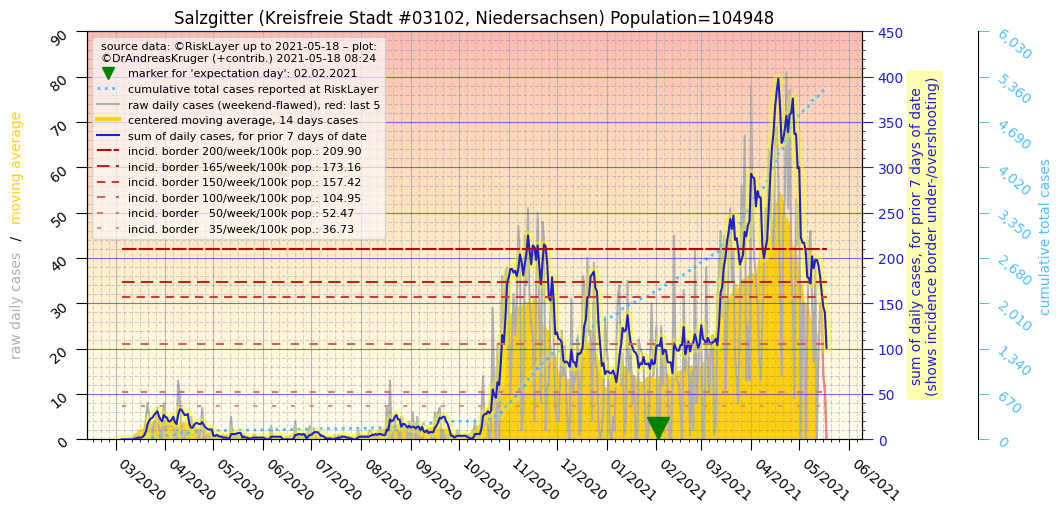 Salzgitter (Kreisfreie Stadt #03102, Niedersachsen) Population=104948
source data: ©RiskLayer up to 2021-05-18 – plot:
©DrAndreasKruger (+contrib.) 2021-05-18 08:24
marker for 'expectation day': 02.02.2021
cumulative total cases reported at RiskLayer
raw daily cases (weekend-flawed), red: last 5
centered moving average, 14 days cases
sum of daily cases, for prior 7 days of date
incid. border 200/week/100k pop.: 209.90
incid. border 165/week/100k pop.: 173.16
incid. border 150/week/100k pop.: 157.42
incid. border 100/week/100k pop.: 104.95
incid. border 50/week/100k pop.: 52.47
incid. border 35/week/100k pop.: 36.73
raw daily cases / moving average
90
80
70
60
50
40
30
20
10
0
03/2020
04/2020
05/2020
06/2020
07/2020
08/2020
09/2020
10/2020
11/2020
12/2020
01/2021
02/2021
03/2021
04/2021
05/2021
06/2021
450
400
350
300
250
200
150
100
50
0
sum of daily cases, for prior 7 days of date
(shows incidence border under-/overshooting)
6,030
5,360
4,690
4,020
3,350
2,680
2,010
1,340
670
0
cumulative total cases